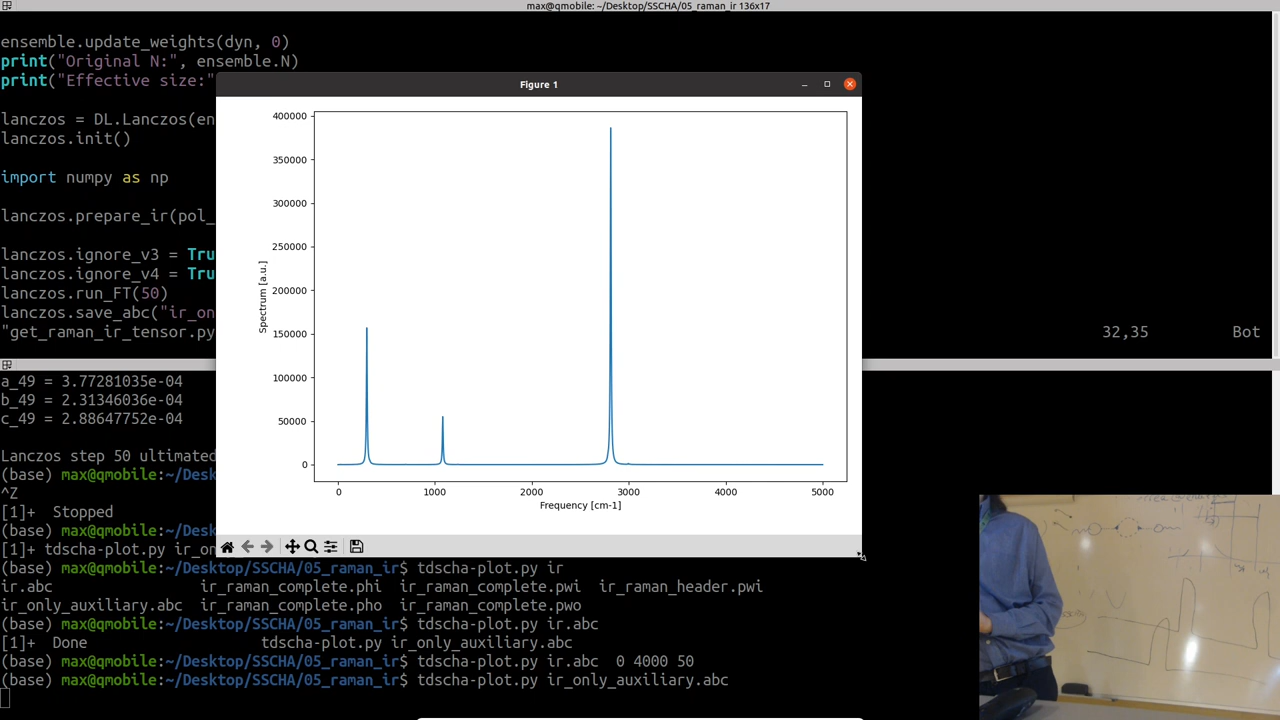 max@qmobile: ~/Desktop/SSCHA/05_raman_ir 136x17
ensemble.update_weights(dyn, 0)
print("Original N:", ensemble.N)
print("Effective size:"
lanczos = DL.Lanczos(en
lanczos.init()
import numpy as np
lanczos.prepare_ir(pol_
lanczos.ignore_v3 = Tru
lanczos.ignore_v4 = Tru
lanczos.run_FT(50)
lanczos.save_abc("ir_on
"get_raman_ir_tensor.py
32,35
Bot
Figure 1
400000
350000
300000
250000
200000
150000
100000
50000
0
Spectrum [a.u.]
0 1000 2000 3000 4000 5000
Frequency [cm-1]
a_49 = 3.77281035e-04
b_49 = 2.31346036e-04
c_49 = 2.88647752e-04
Lanczos step 50 ultimated
(base) max@qmobile:~/Desk
^Z
[1]+  Stopped
(base) max@qmobile:~/Desk
[1]+ tdscha-plot.py ir_on
(base) max@qmobile:~/Desktop/SSCHA/05_raman_ir$ tdscha-plot.py ir
ir.abc ir_raman_complete.phi ir_raman_complete.pwi ir_raman_header.pwi
ir_only_auxiliary.abc ir_raman_complete.pho ir_raman_complete.pwo
(base) max@qmobile:~/Desktop/SSCHA/05_raman_ir$ tdscha-plot.py ir.abc
[1]+  Done tdscha-plot.py ir_only_auxiliary.abc
(base) max@qmobile:~/Desktop/SSCHA/05_raman_ir$ tdscha-plot.py ir.abc  0 4000 50
(base) max@qmobile:~/Desktop/SSCHA/05_raman_ir$ tdscha-plot.py ir_only_auxiliary.abc